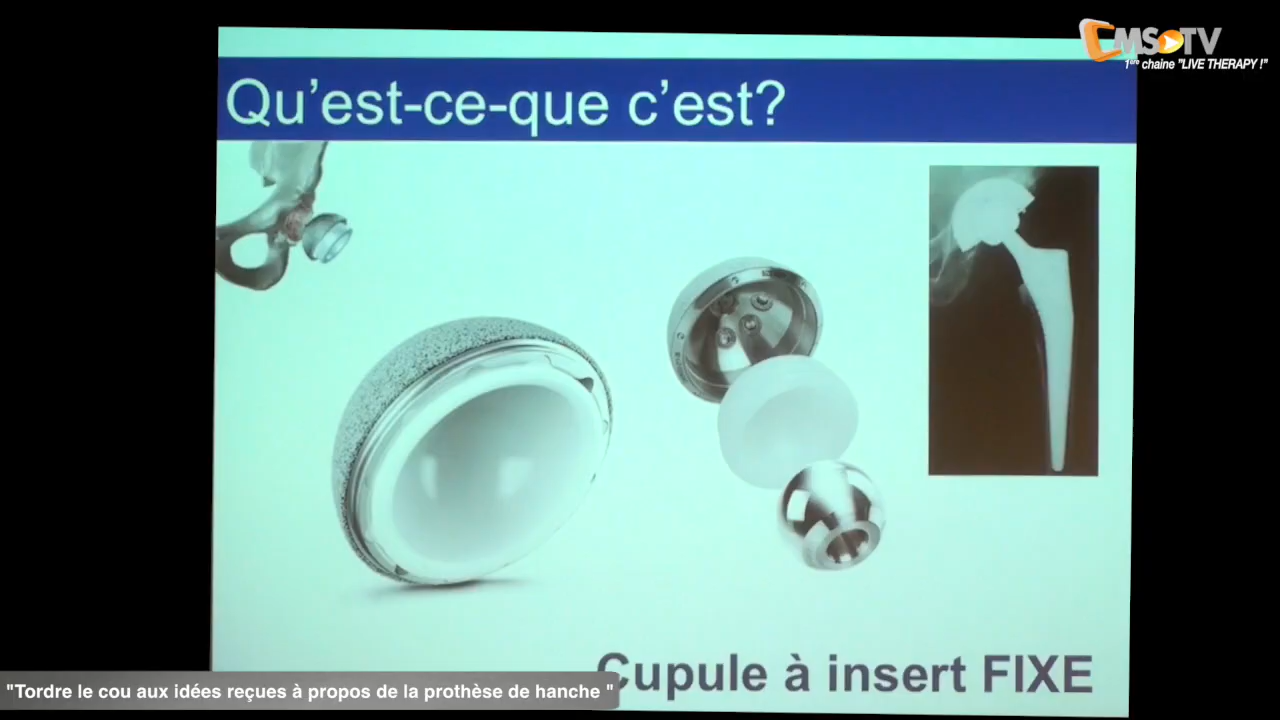 CMSTV
1ère chaine "LIVE THERAPY !"
Qu'est-ce-que c'est?
Cupule à insert FIXE
"Tordre le cou aux idées reçues à propos de la prothèse de hanche "